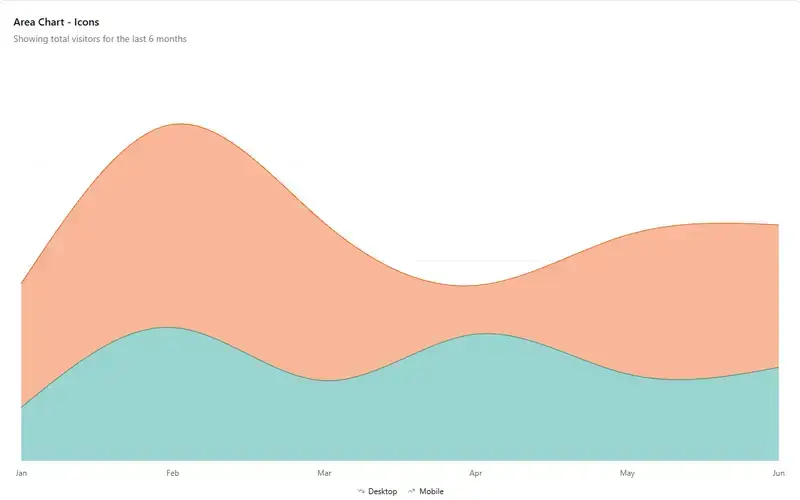 Area Chart - Icons
Showing total visitors for the last 6 months
Jan Feb Mar Apr May Jun
Desktop Mobile